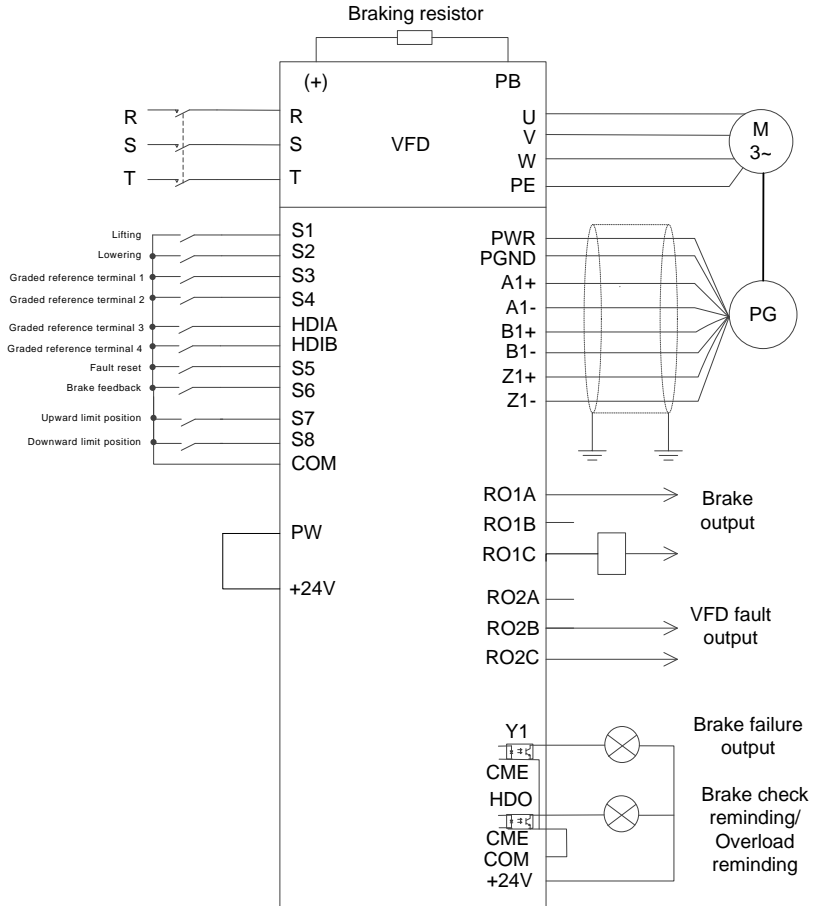 Braking resistor
(+)
PB
R
S
T
R
S
T
VFD
U
V
W
PE
M
3~
Lifting
Lowering
Graded reference terminal 1
Graded reference terminal 2
Graded reference terminal 3
Graded reference terminal 4
Fault reset
Brake feedback
Upward limit position
Downward limit position
S1
S2
S3
S4
HDIA
HDIB
S5
S6
S7
S8
COM
PW
+24V
PWR
PGND
A1+
A1-
B1+
B1-
Z1+
Z1-
PG
RO1A
RO1B
RO1C
Brake
output
RO2A
RO2B
RO2C
VFD fault
output
Y1
CME
HDO
CME
COM
+24V
Brake failure
output
Brake check
reminding/
Overload
reminding